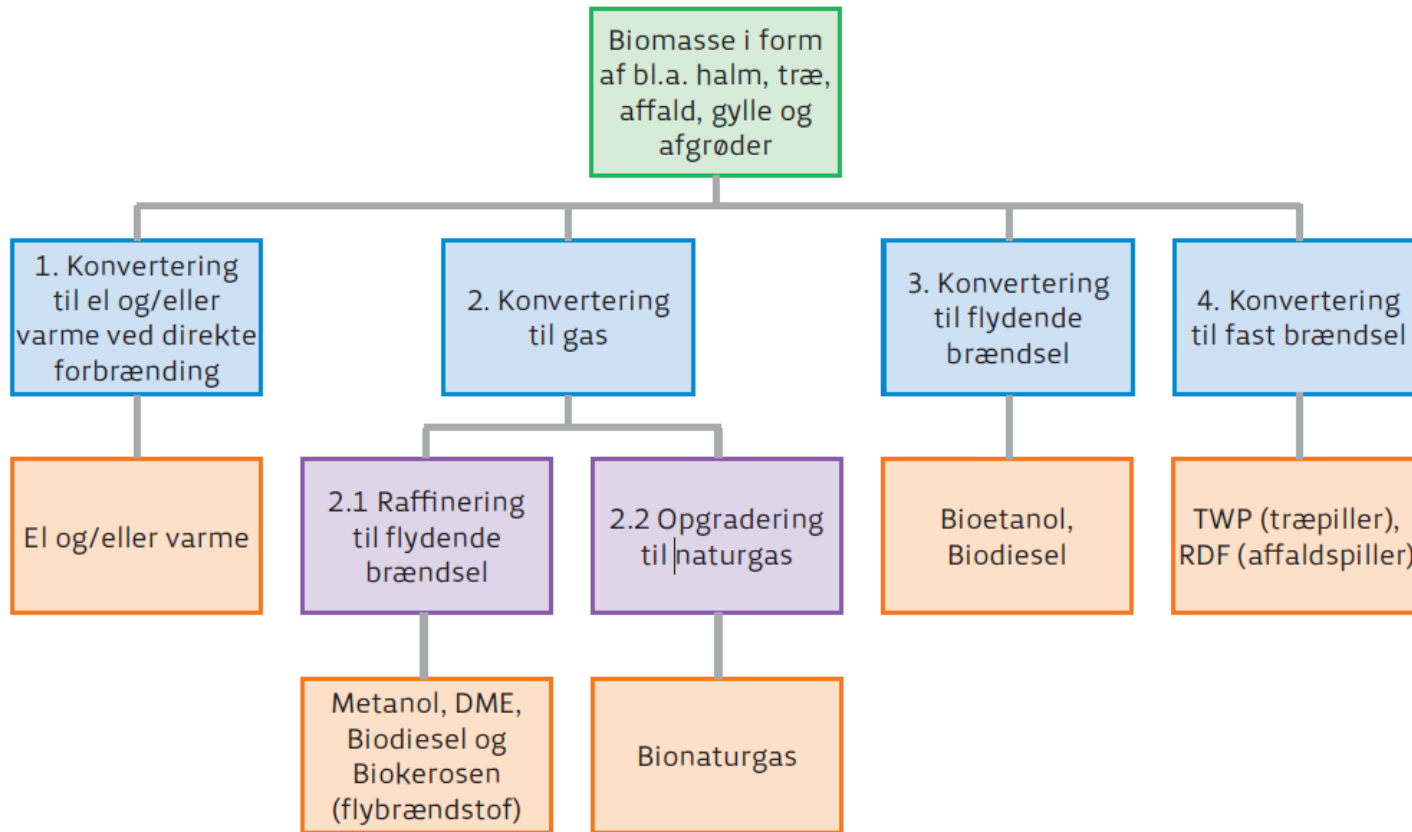 Biomasse i form
af bl.a. halm, træ,
affald, gylle og
afgrøder
1. Konvertering
til el og/eller
varme ved direkte
forbrænding
2. Konvertering
til gas
3. Konvertering
til flydende
brændsel
4. Konvertering
til fast brændsel
El og/eller varme
2.1 Raffinering
til flydende
brændsel
2.2 Opgradering
til naturgas
Bioetanol,
Biodiesel
TWP (træpiller),
RDF (affaldspiller)
Metanol, DME,
Biodiesel og
Biokerosen
(flybrændstof)
Bionaturgas